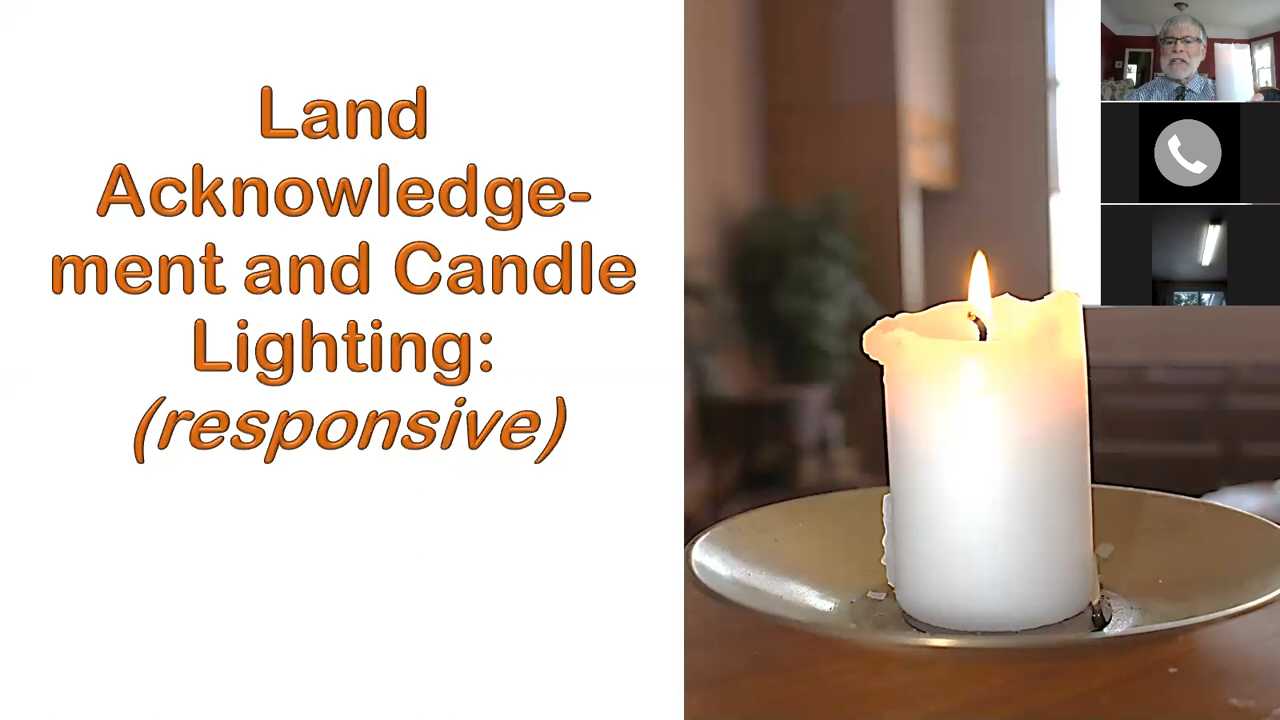 Land
Acknowledge-
ment and Candle
Lighting:
(responsive)